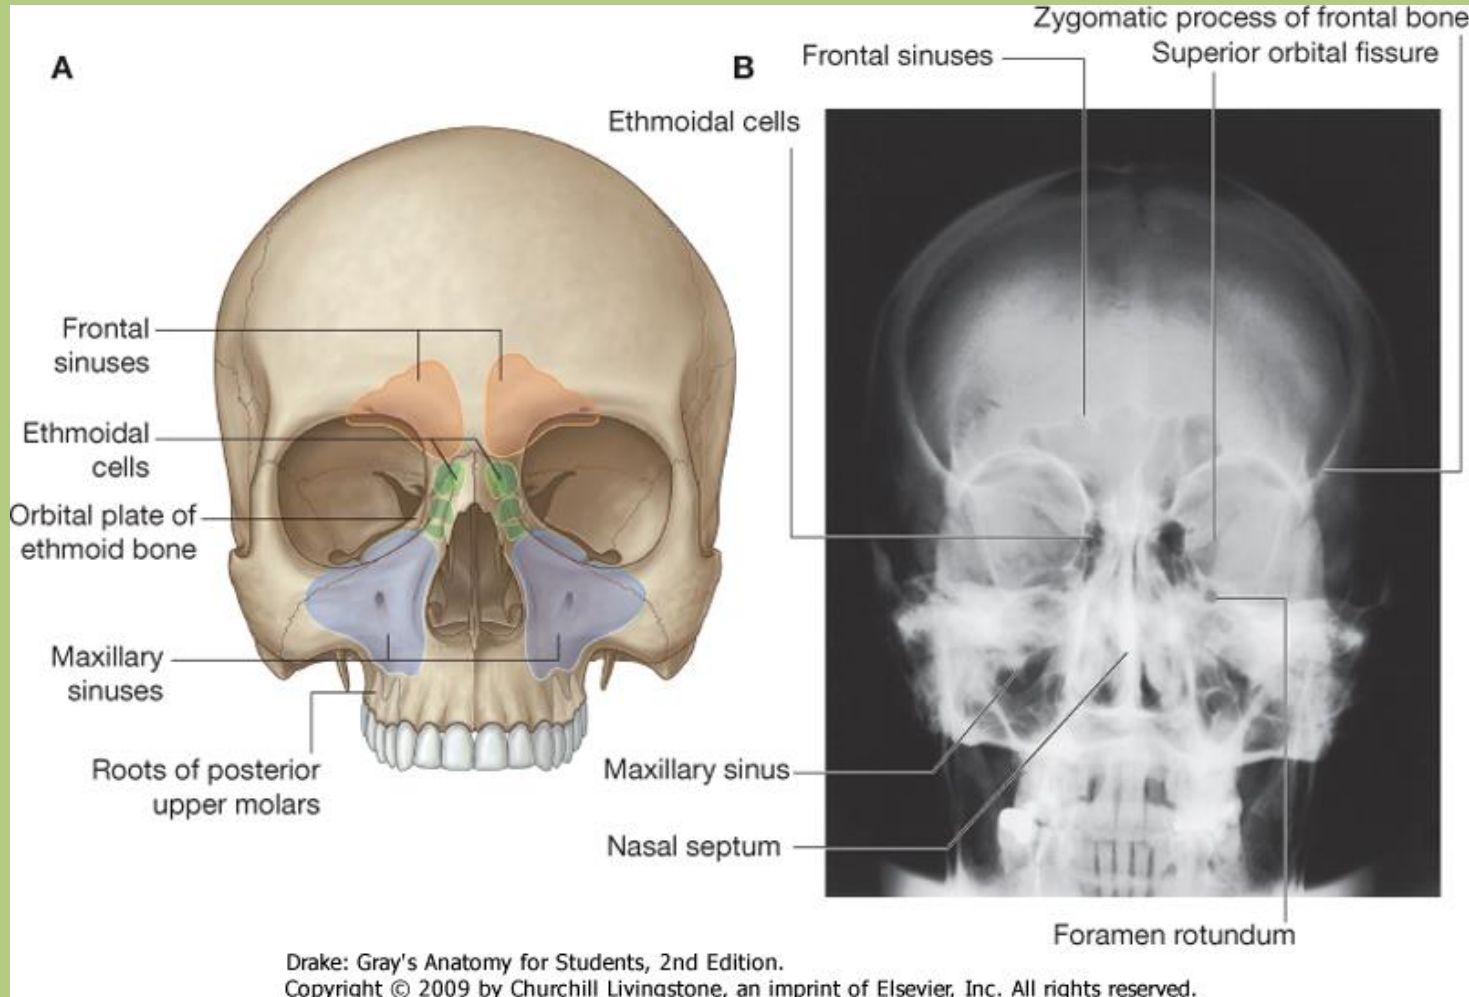 A
Frontal
sinuses
Ethmoidal
cells
Orbital plate of
ethmoid bone
Maxillary
sinuses
Roots of posterior
upper molars
B
Zygomatic process of frontal bone
Frontal sinuses
Superior orbital fissure
Ethmoidal cells
Maxillary sinus
Nasal septum
Foramen rotundum
Drake: Gray's Anatomy for Students, 2nd Edition.
Copyright © 2009 by Churchill Livingstone, an imprint of Elsevier, Inc. All rights reserved.